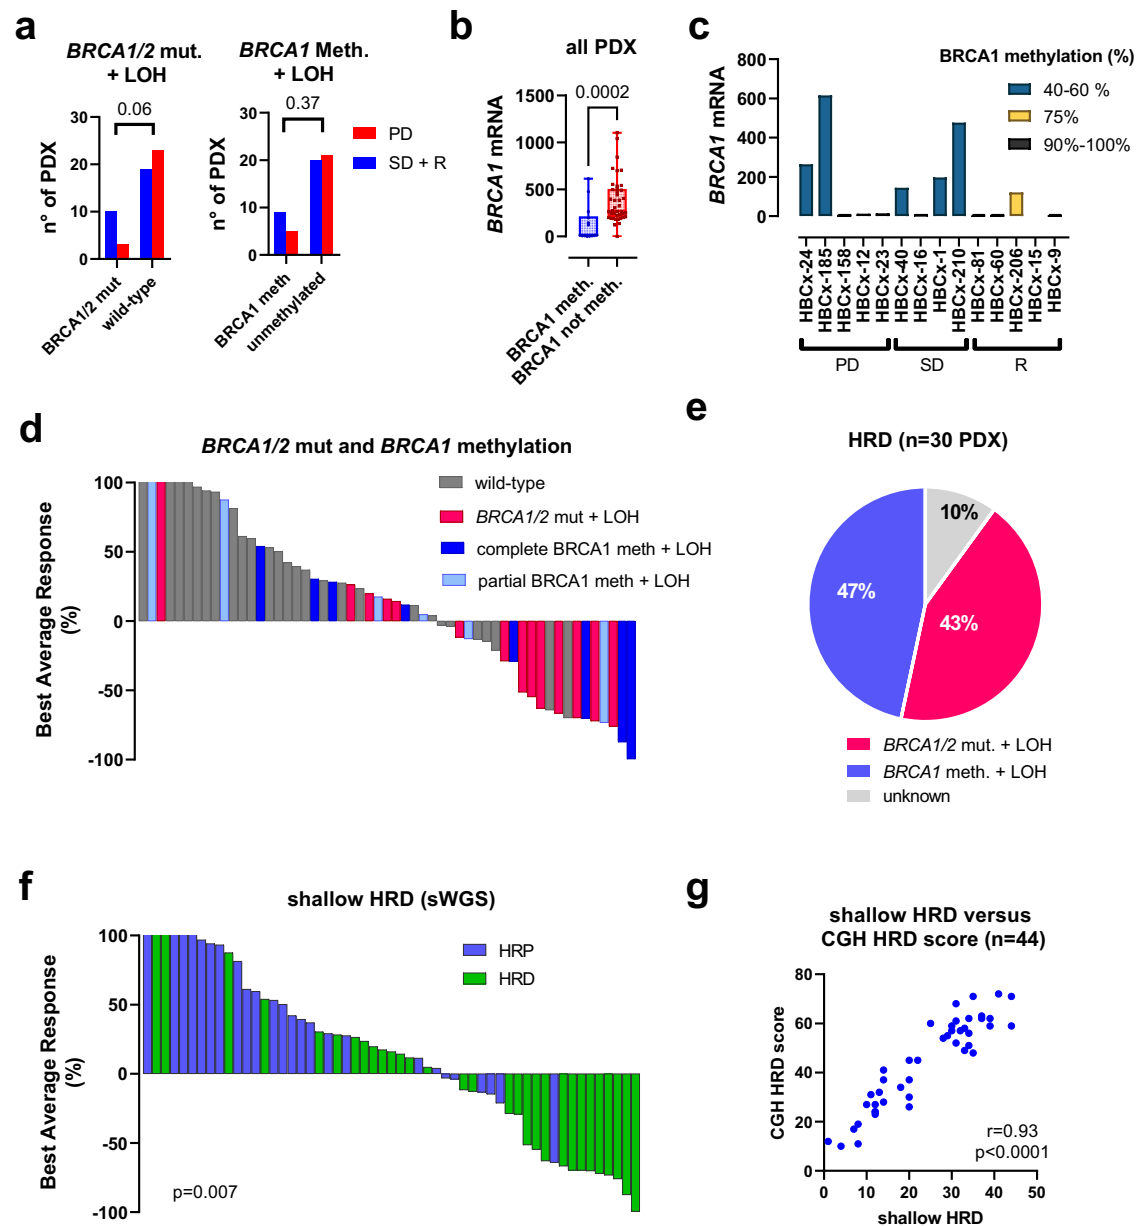 a
BRCA1/2 mut.
+ LOH
0.06
n° of PDX
30
20
10
0
BRCA1/2 mut
wild-type
BRCA1 Meth.
+ LOH
0.37
n° of PDX
30
20
10
0
BRCA1 meth
unmethylated
PD
SD + R
b
all PDX
0.0002
BRCA1 mRNA
1500
1000
500
0
BRCA1 meth.
BRCA1 not meth.
c
BRCA1 methylation (%)
40-60 %
75%
90%-100%
BRCA1 mRNA
800
600
400
200
0
HBCx-24
HBCx-185
HBCx-158
HBCx-12
HBCx-23
HBCx-40
HBCx-16
HBCx-1
HBCx-210
HBCx-81
HBCx-60
HBCx-206
HBCx-15
HBCx-9
PD
SD
R
d
BRCA1/2 mut and BRCA1 methylation
wild-type
BRCA1/2 mut + LOH
complete BRCA1 meth + LOH
partial BRCA1 meth + LOH
Best Average Response
(%)
100
50
0
-50
-100
e
HRD (n=30 PDX)
10%
47%
43%
BRCA1/2 mut. + LOH
BRCA1 meth. + LOH
unknown
f
shallow HRD (sWGS)
HRP
HRD
Best Average Response
(%)
100
50
0
-50
-100
p=0.007
g
shallow HRD versus
CGH HRD score (n=44)
CGH HRD score
80
60
40
20
0
r=0.93
p<0.0001
0
10
20
30
40
50
shallow HRD